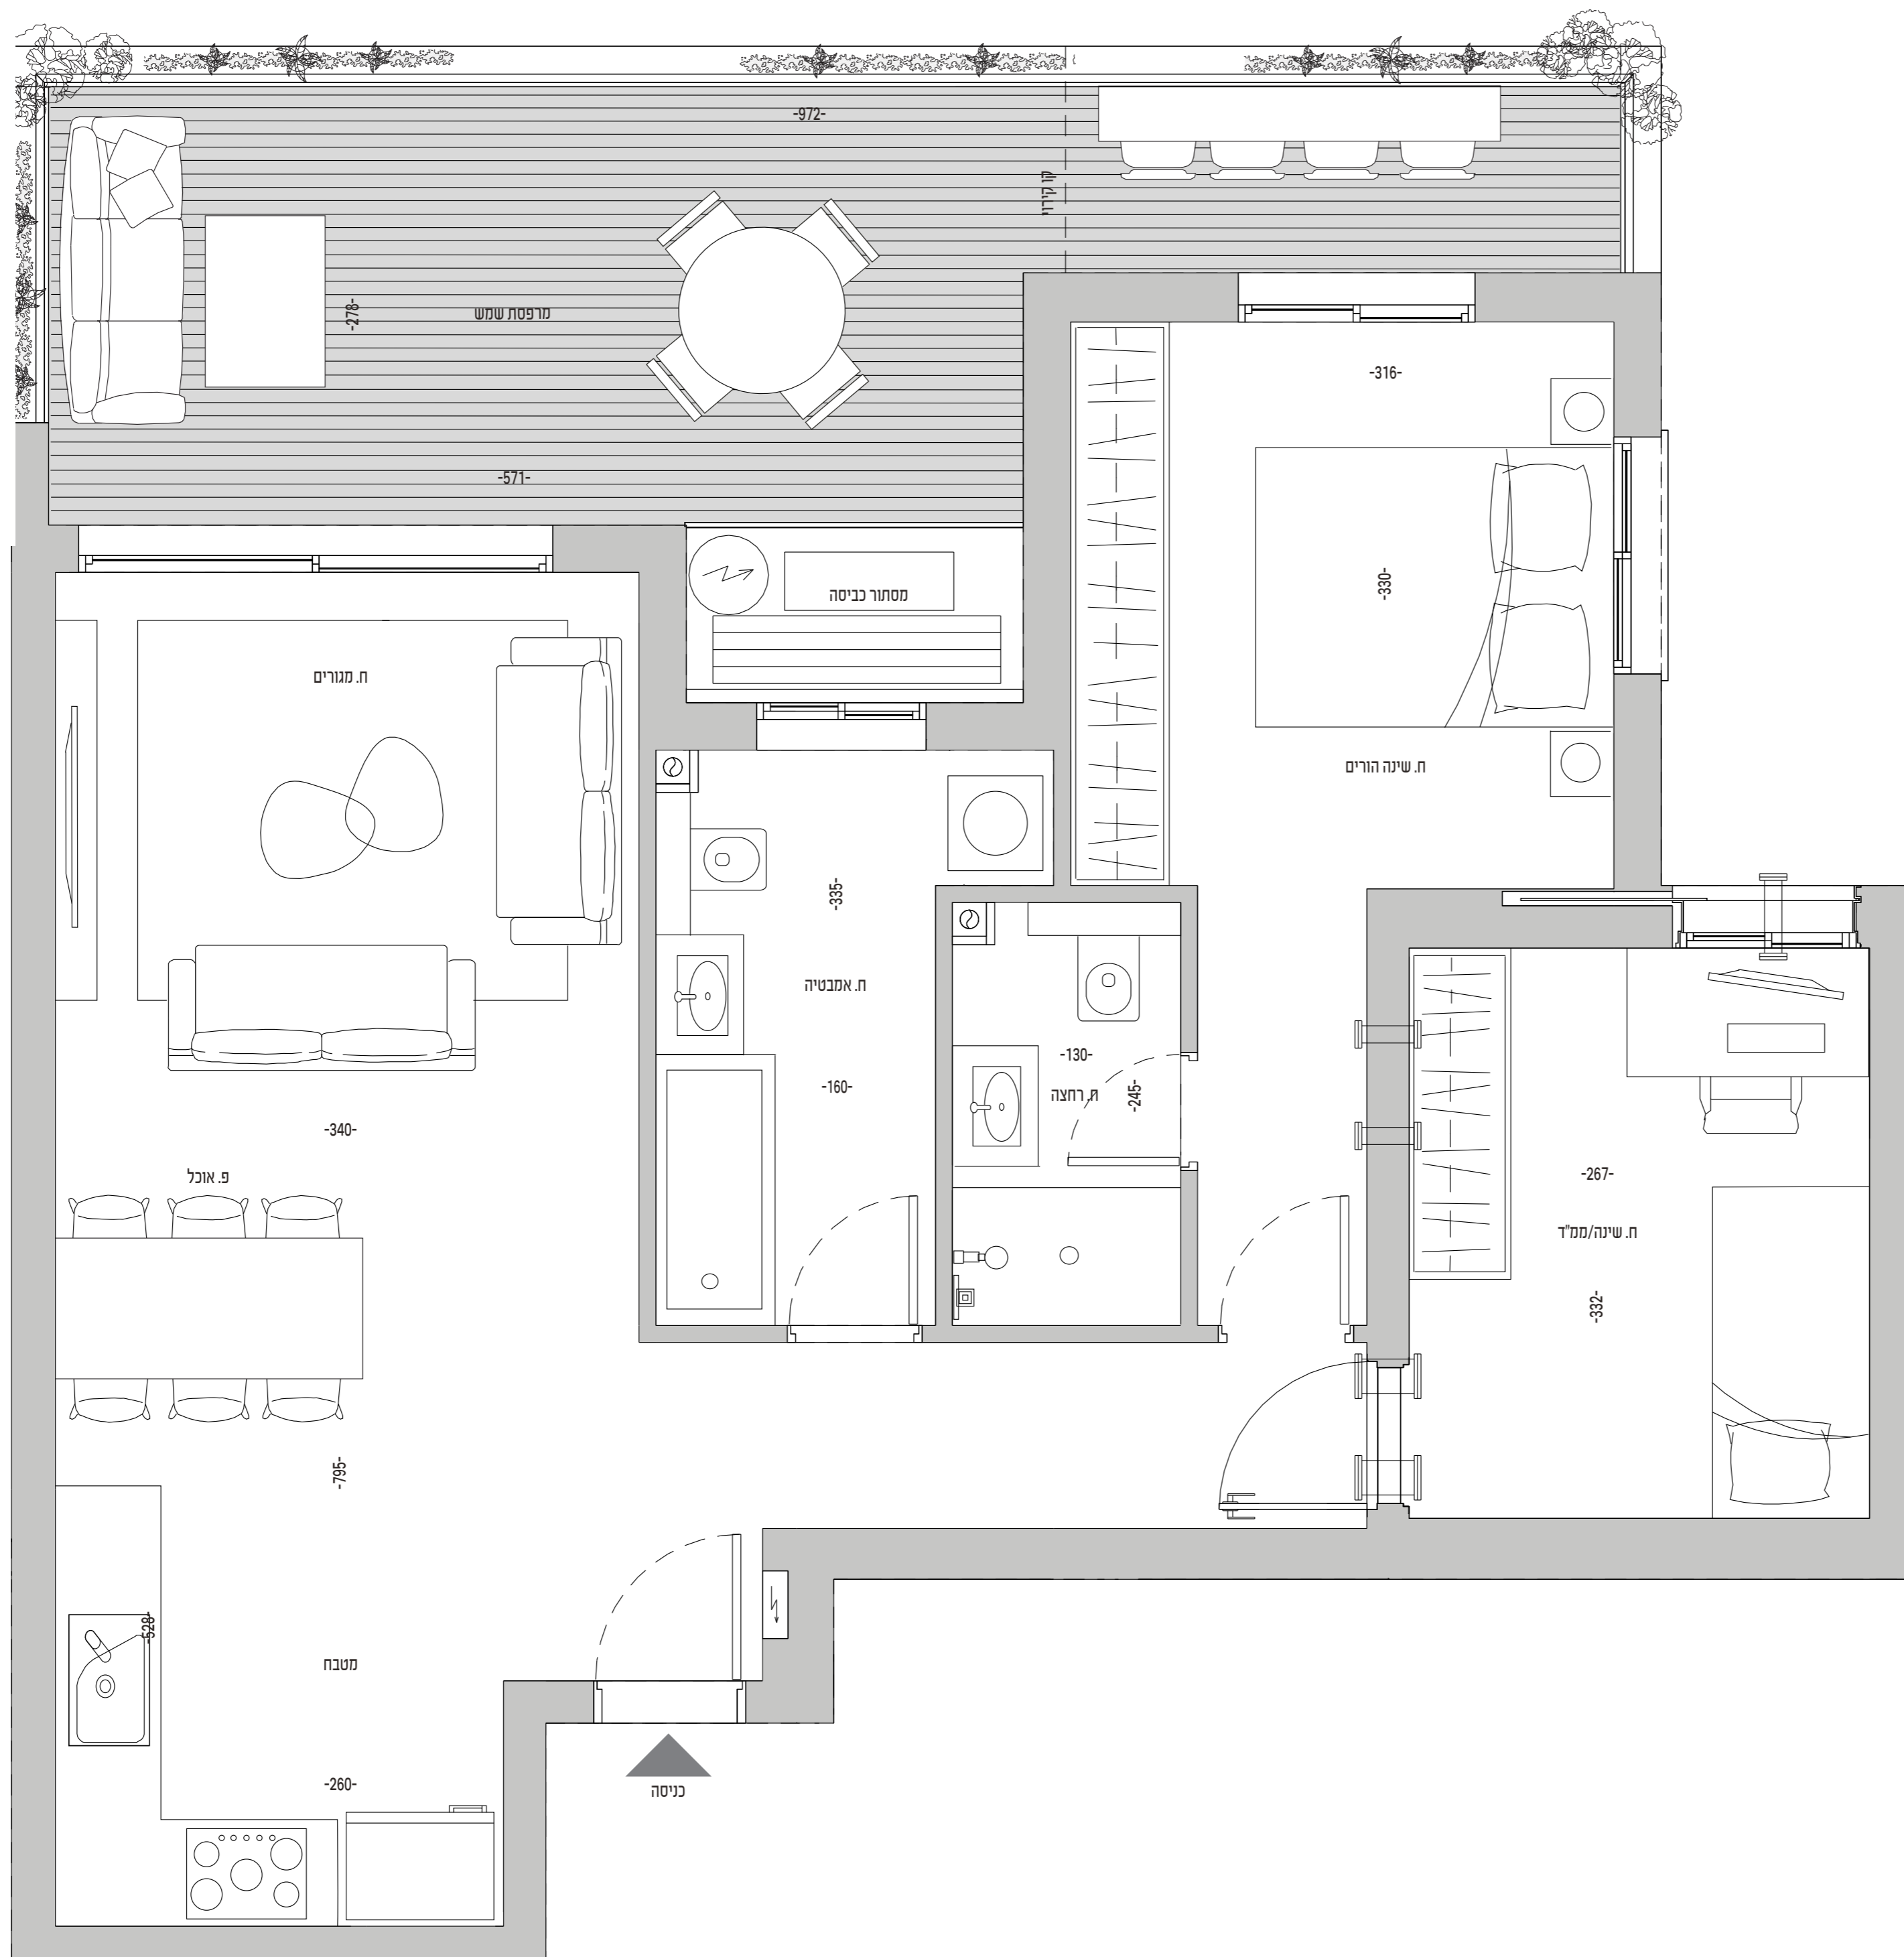 -972-
קו קירוי
-278-
מרפסת שמש
-316-
-571-
-330-
מסתור כביסה
ח. מגורים
ח. שינה הורים
-335-
ח. אמבטיה
-130-
-160-
ח. רחצה
-245-
-340-
פ. אוכל
-267-
ח. שינה/ממ"ד
-332-
-795-
-528-
מטבח
-260-
כניסה